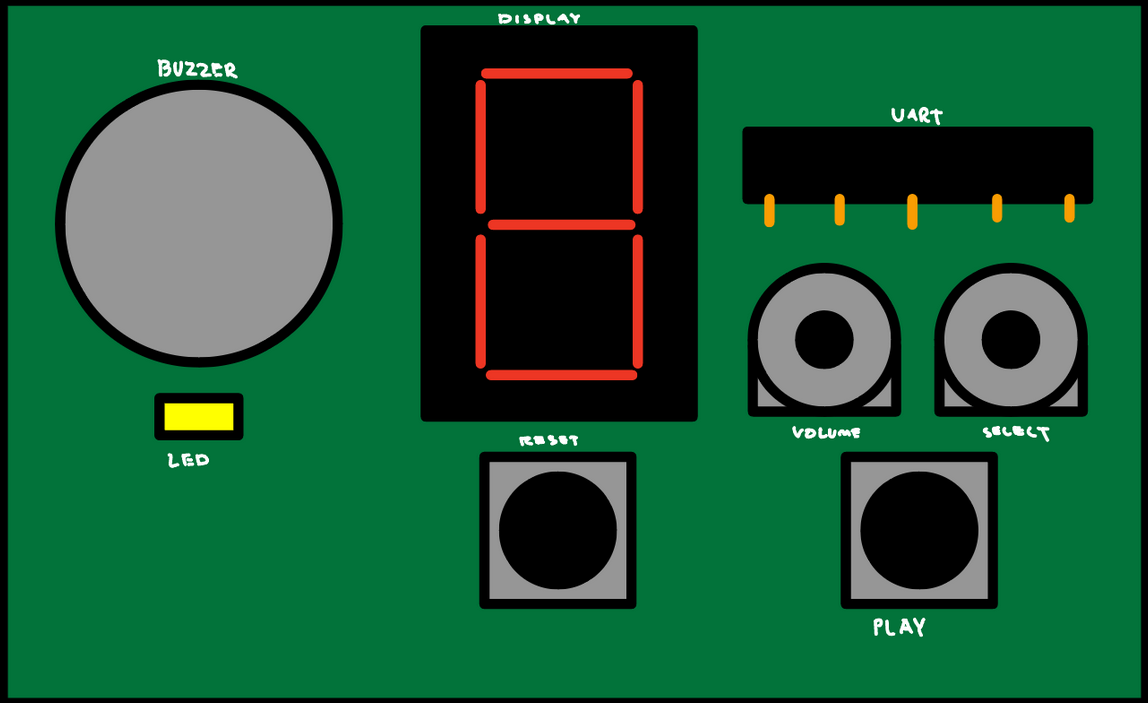 DISPLAY
BUZZER
UART
VOLUME
SELECT
RESET
LED
PLAY